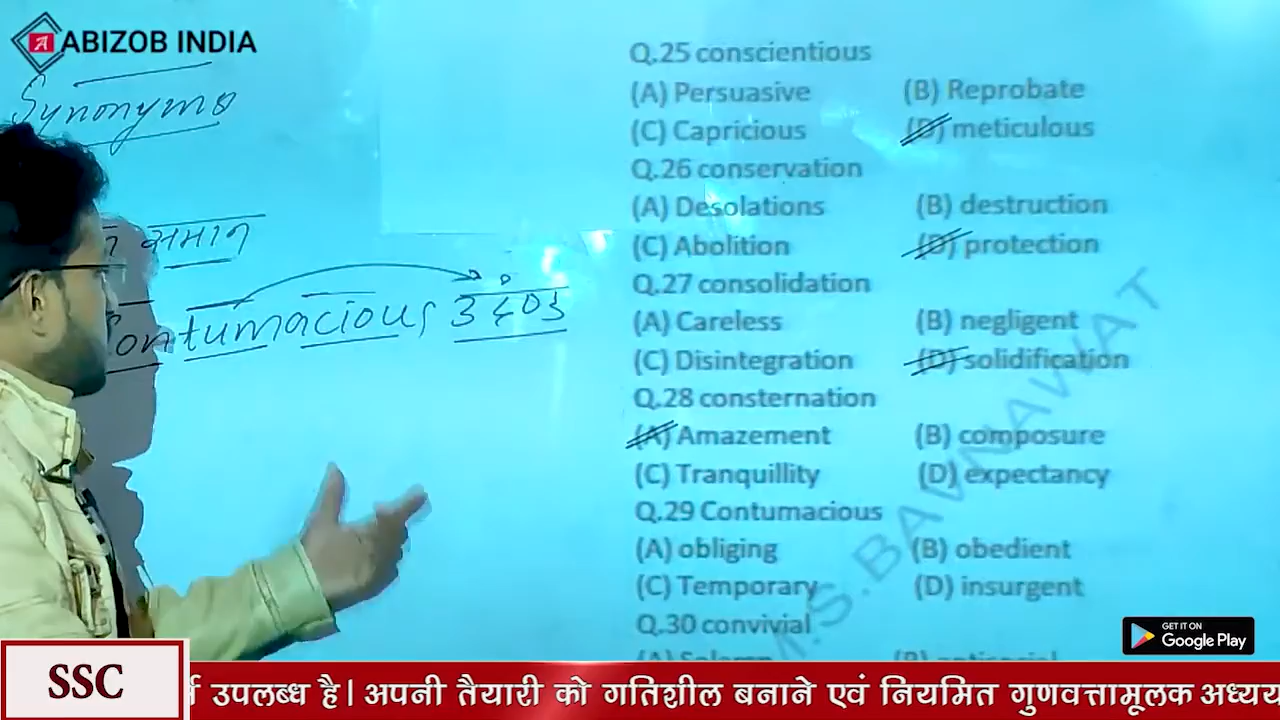 ABIZOB INDIA
Synonyms
समान
Contumacious
Q.25 conscientious
(A) Persuasive (B) Reprobate
(C) Capricious (D) meticulous
Q.26 conservation
(A) Desolations (B) destruction
(C) Abolition (D) protection
Q.27 consolidation
(A) Careless (B) negligent
(C) Disintegration (D) solidification
Q.28 consternation
(A) Amazement (B) composure
(C) Tranquillity (D) expectancy
Q.29 Contumacious
(A) obliging (B) obedient
(C) Temporary (D) insurgent
Q.30 convivial
(A) Solemn (B) antisocial
GET IT ON
Google Play
SSC
उपलब्ध है। अपनी तैयारी को गतिशील बनाने एवं नियमित गुणवत्तामूलक अध्यय